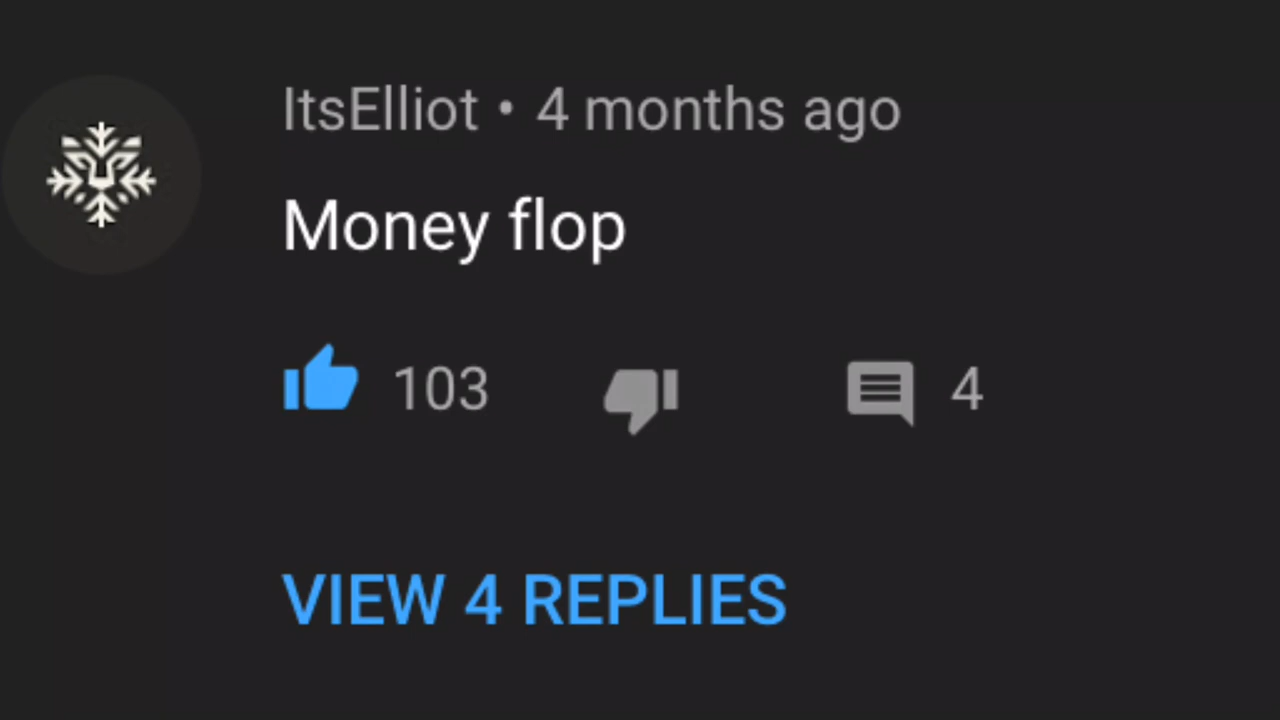 ItsElliot • 4 months ago
Money flop
103 4
VIEW 4 REPLIES